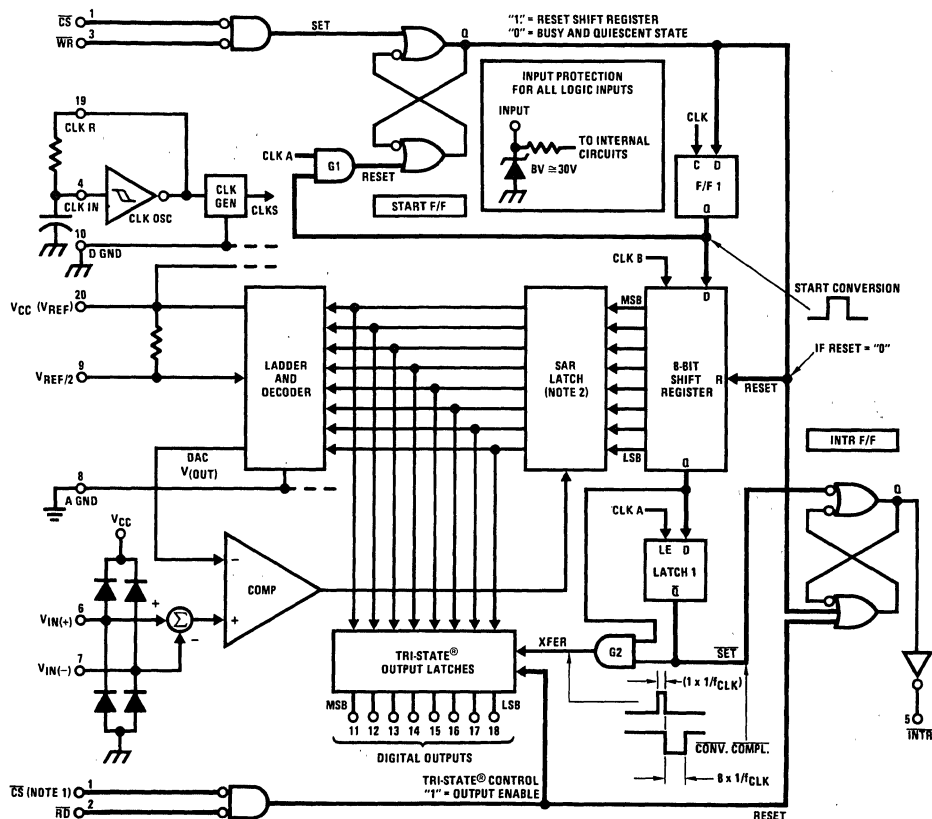 CS 1
WR 3
SET
Q
"1" = RESET SHIFT REGISTER
"0" = BUSY AND QUIESCENT STATE
INPUT PROTECTION
FOR ALL LOGIC INPUTS
INPUT
TO INTERNAL
CIRCUITS
BV ≅ 30V
CLK
C D
F/F 1
Q
19
CLK R
4
CLK IN
CLK OSC
CLK
GEN
CLKS
10
D GND
CLK A
G1
RESET
START F/F
CLK B
D
START CONVERSION
20
VCC (VREF)
9
VREF/2
LADDER
AND
DECODER
MSB
SAR
LATCH
(NOTE 2)
8-BIT
SHIFT
REGISTER
R
RESET
IF RESET = "0"
LSB
Q
INTR F/F
DAC
V(OUT)
8
A GND
VCC
CLK A
LE D
LATCH 1
Q
Q
−
COMP
+
6
VIN(+)
+
Σ
−
7
VIN(−)
XFER
G2
SET
TRI-STATE®
OUTPUT LATCHES
(1 x 1/fCLK)
MSB
LSB
11 12 13 14 15 16 17 18
DIGITAL OUTPUTS
CONV. COMPL.
8 x 1/fCLK
5
INTR
CS (NOTE 1) 1
RD 2
TRI-STATE® CONTROL
"1" = OUTPUT ENABLE
RESET